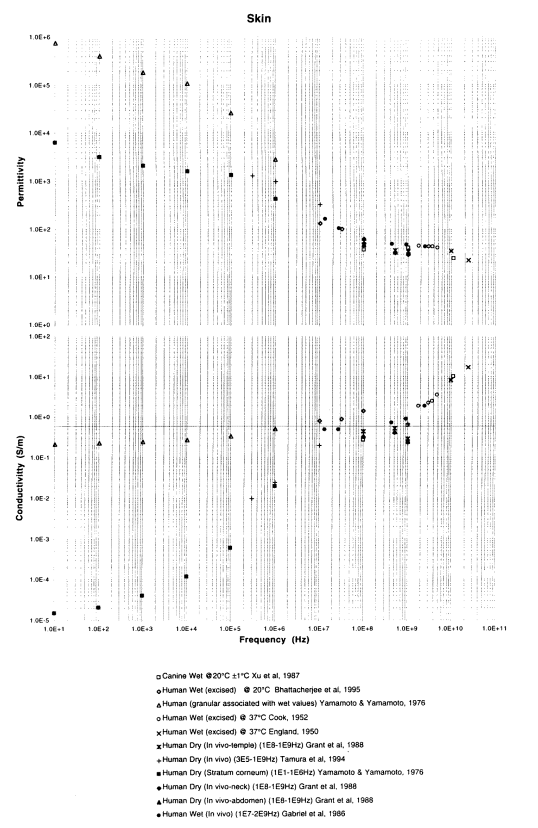 Skin
1.0E+6
1.0E+5
1.0E+4
1.0E+3
1.0E+2
1.0E+1
1.0E+0
Permittivity
1.0E+2
1.0E+1
1.0E+0
1.0E-1
1.0E-2
1.0E-3
1.0E-4
1.0E-5
Conductivitty (S/m)
1.0E+1 1.0E+2 1.0E+3 1.0E+4 1.0E+5 1.0E+6 1.0E+7 1.0E+8 1.0E+9 1.0E+10 1.0E+11
Frequency (Hz)
Canine Wet @20°C ±1°C Xu et al, 1987
Human Wet (excised) @ 20°C Bhattacherjee et al, 1995
Human (granular associated with wet values) Yamamoto & Yamamoto, 1976
Human Wet (excised) @ 37°C Cook, 1952
Human Wet (excised) @ 37°C England, 1950
Human Dry (In vivo-temple) (1E8-1E9Hz) Grant et al, 1988
Human Dry (In vivo) (3E5-1E9Hz) Tamura et al, 1994
Human Dry (Stratum corneum) (1E1-1E6Hz) Yamamoto & Yamamoto, 1976
Human Dry (In vivo-neck) (1E8-1E9Hz) Grant et al, 1988
Human Dry (In vivo-abdomen) (1E8-1E9Hz) Grant et al, 1988
Human Wet (In vivo) (1E7-2E9Hz) Gabriel et al, 1986